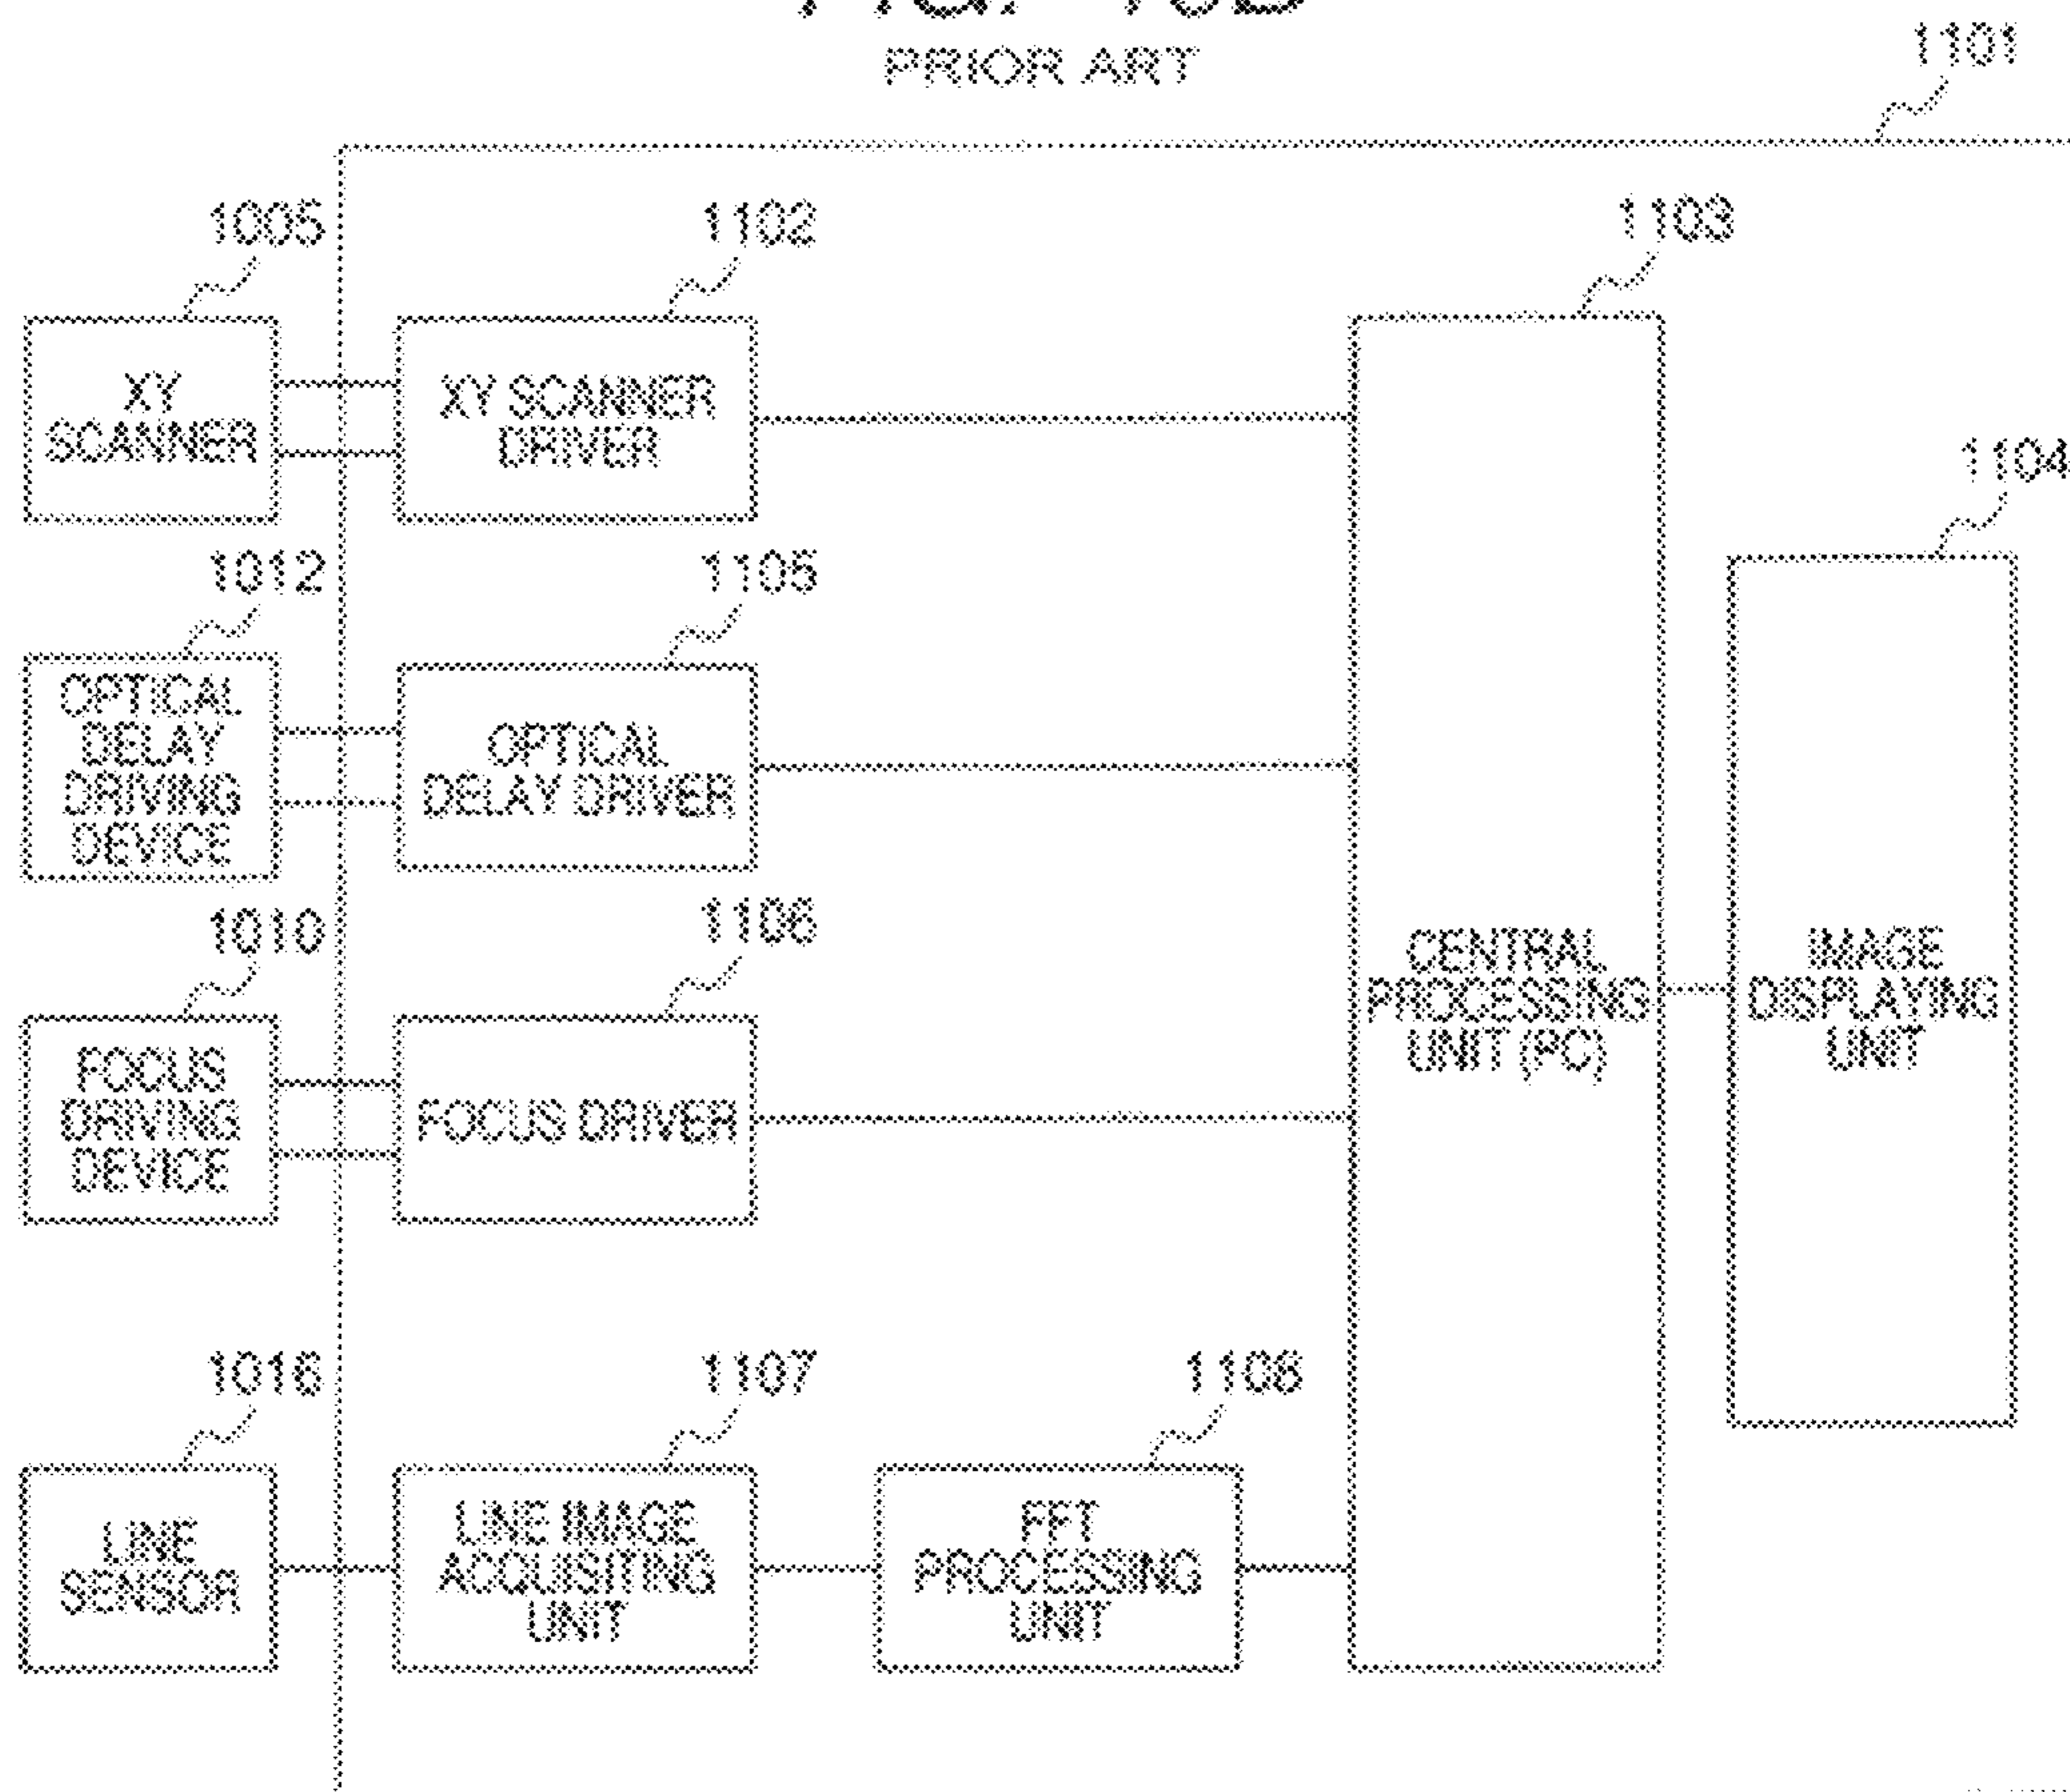 PRIOR ART
1101
1005
1102
1103
XY
SCANNER
XY SCANNER
DRIVER
1104
1012
1105
OPTICAL
DELAY
DRIVING
DEVICE
OPTICAL
DELAY DRIVER
1010
1106
FOCUS
DRIVING
DEVICE
FOCUS DRIVER
CENTRAL
PROCESSING
UNIT (PC)
IMAGE
DISPLAYING
UNIT
1016
1107
1108
LINE
SENSOR
LINE IMAGE
ACQUISITING
UNIT
FFT
PROCESSING
UNIT